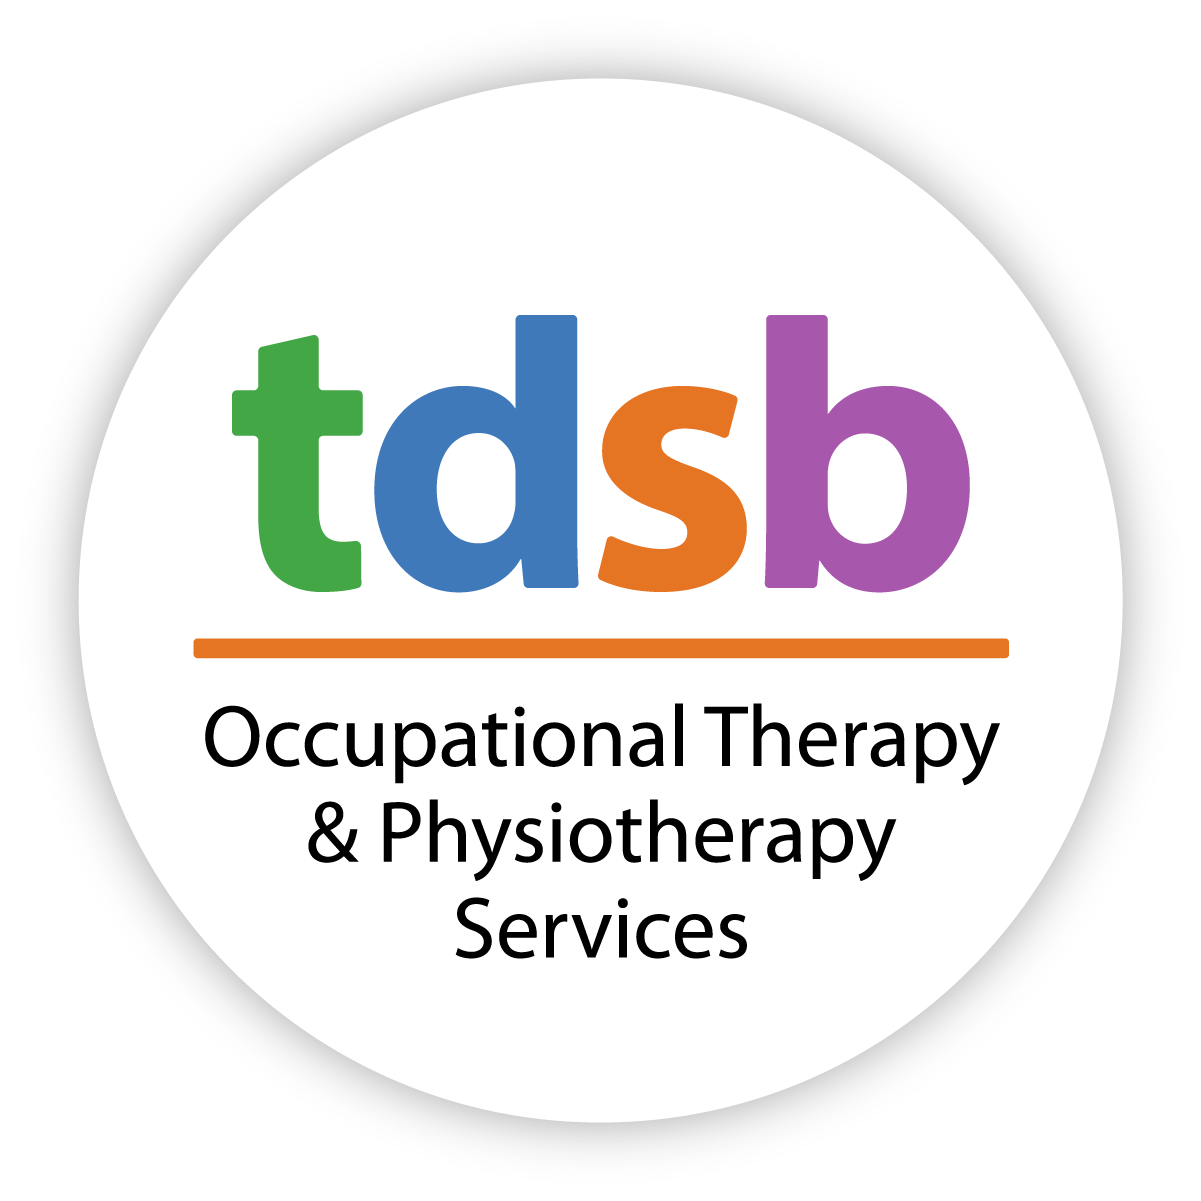 tdsb
Occupational Therapy
& Physiotherapy
Services